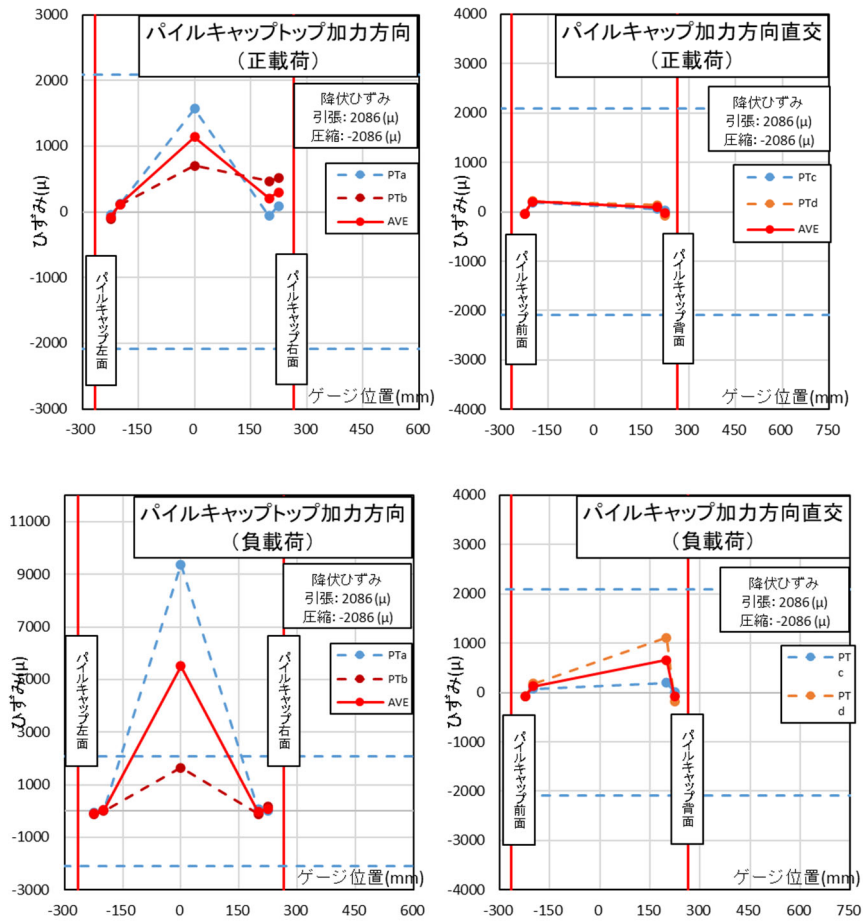 パイルキャップトップ加力方向
（正載荷）
降伏ひずみ
引張: 2086(μ)
圧縮: -2086(μ)
PTa
PTb
AVE
ひずみ(μ)
パイルキャップ左面
パイルキャップ右面
ゲージ位置(mm)
3000
2000
1000
0
-1000
-2000
-3000
-300 -150 0 150 300 450 600
パイルキャップ加力方向直交
（正載荷）
降伏ひずみ
引張: 2086(μ)
圧縮: -2086(μ)
PTc
PTd
AVE
ひずみ(μ)
パイルキャップ前面
パイルキャップ背面
ゲージ位置(mm)
4000
3000
2000
1000
0
-1000
-2000
-3000
-4000
-300 -150 0 150 300 450 600 750
パイルキャップトップ加力方向
（負載荷）
降伏ひずみ
引張: 2086(μ)
圧縮: -2086(μ)
PTa
PTb
AVE
ひずみ(μ)
パイルキャップ左面
パイルキャップ右面
ゲージ位置(mm)
11000
9000
7000
5000
3000
1000
-1000
-3000
-300 -150 0 150 300 450 600
パイルキャップ加力方向直交
（負載荷）
降伏ひずみ
引張: 2086(μ)
圧縮: -2086(μ)
PT
c
PT
d
ひずみ(μ)
パイルキャップ前面
パイルキャップ背面
ゲージ位置(mm)
4000
3000
2000
1000
0
-1000
-2000
-3000
-4000
-300 -150 0 150 300 450 600 750